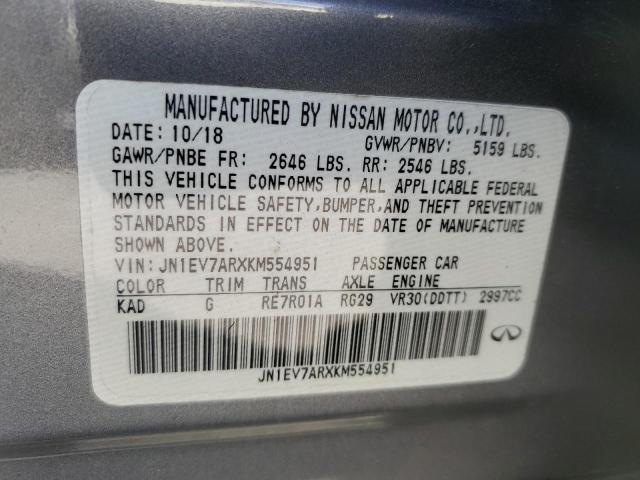 MANUFACTURED BY NISSAN MOTOR CO.,LTD.
DATE: 10/18 GVWR/PNBV: 5159 LBS.
GAWR/PNBE FR: 2646 LBS. RR: 2546 LBS.
THIS VEHICLE CONFORMS TO ALL APPLICABLE FEDERAL
MOTOR VEHICLE SAFETY,BUMPER,AND THEFT PREVENTION
STANDARDS IN EFFECT ON THE DATE OF MANUFACTURE
SHOWN ABOVE.
VIN:JN1EV7ARXKM554951 PASSENGER CAR
COLOR TRIM TRANS AXLE ENGINE
KAD G RE7R01A RG29 VR30(DDTT) 2997CC
JN1EV7ARXKM554951